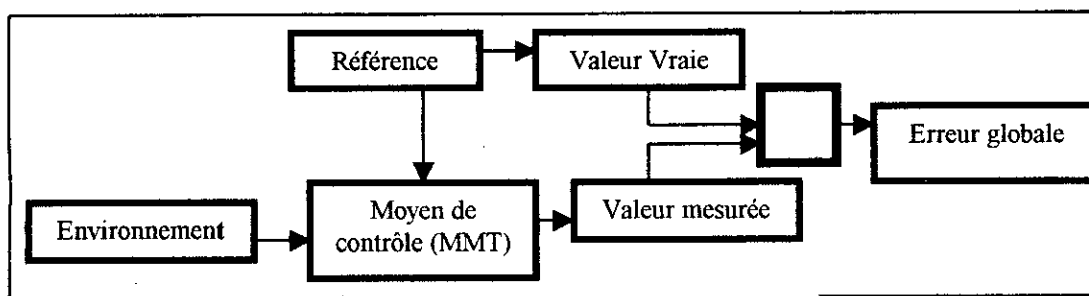 Référence
Valeur Vraie
Erreur globale
Environnement
Moyen de
contrôle (MMT)
Valeur mesurée